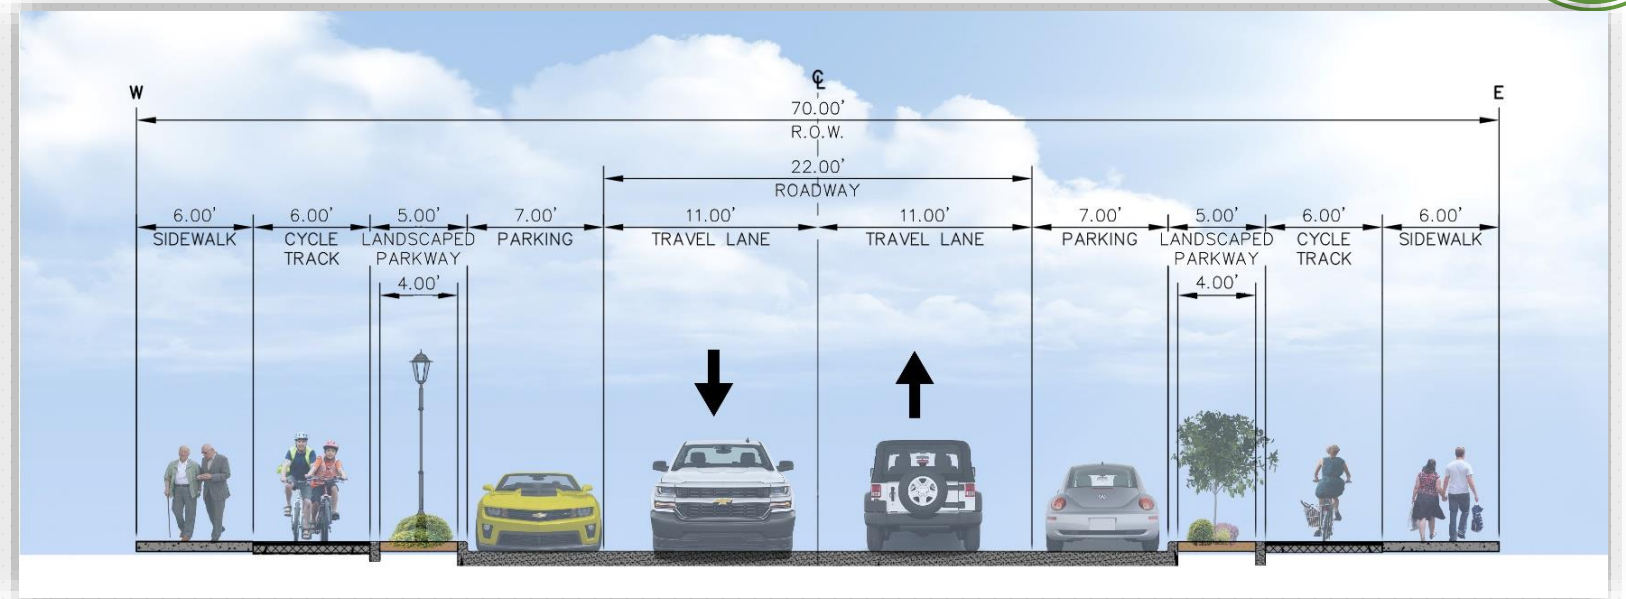 W
℄
E
70.00'
R.O.W.
22.00'
ROADWAY
6.00'
SIDEWALK
6.00'
CYCLE
TRACK
5.00'
LANDSCAPED
PARKWAY
4.00'
7.00'
PARKING
11.00'
TRAVEL LANE
11.00'
TRAVEL LANE
7.00'
PARKING
5.00'
LANDSCAPED
PARKWAY
4.00'
6.00'
CYCLE
TRACK
6.00'
SIDEWALK